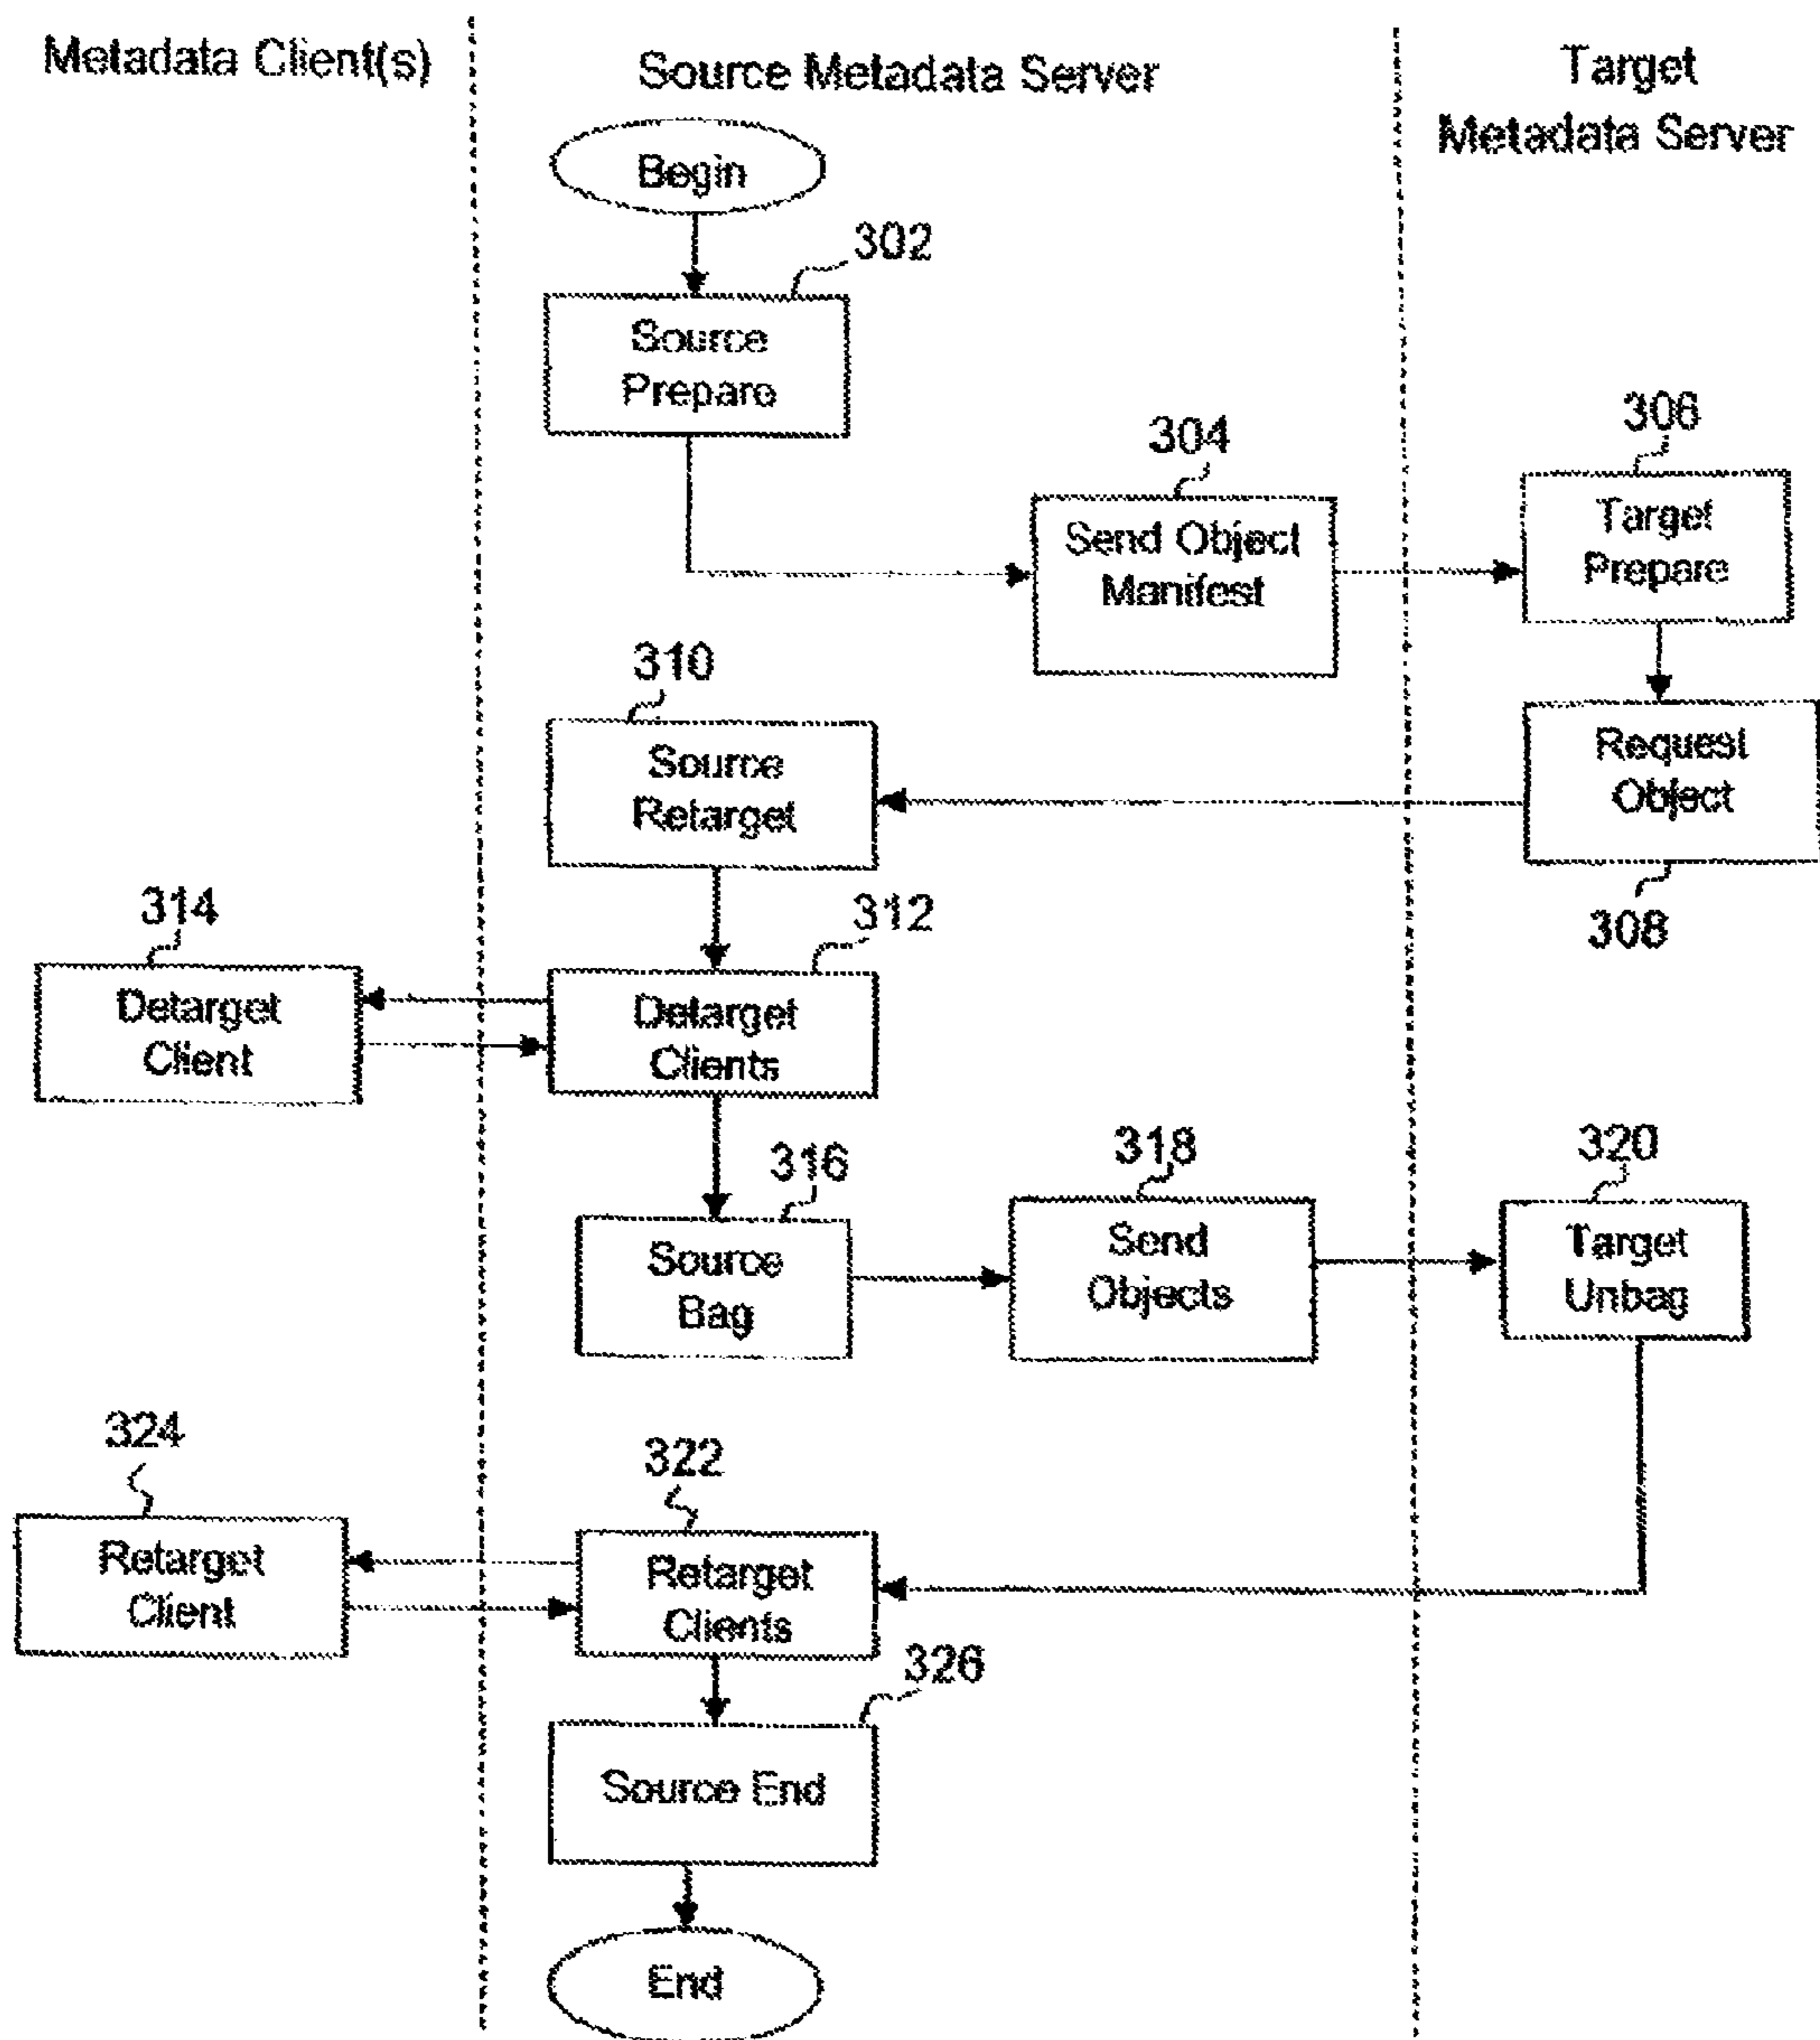 Metadata Client(s)
Source Metadata Server
Target
Metadata Server
Begin
302
Source
Prepare
304
Send Object
Manifest
306
Target
Prepare
310
Source
Retarget
Request
Object
308
314
Detarget
Client
312
Detarget
Clients
316
Source
Bag
318
Send
Objects
320
Target
Unbag
324
Retarget
Client
322
Retarget
Clients
326
Source End
End